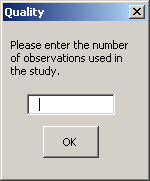 Quality
Please enter the number
of observations used in
the study.
OK